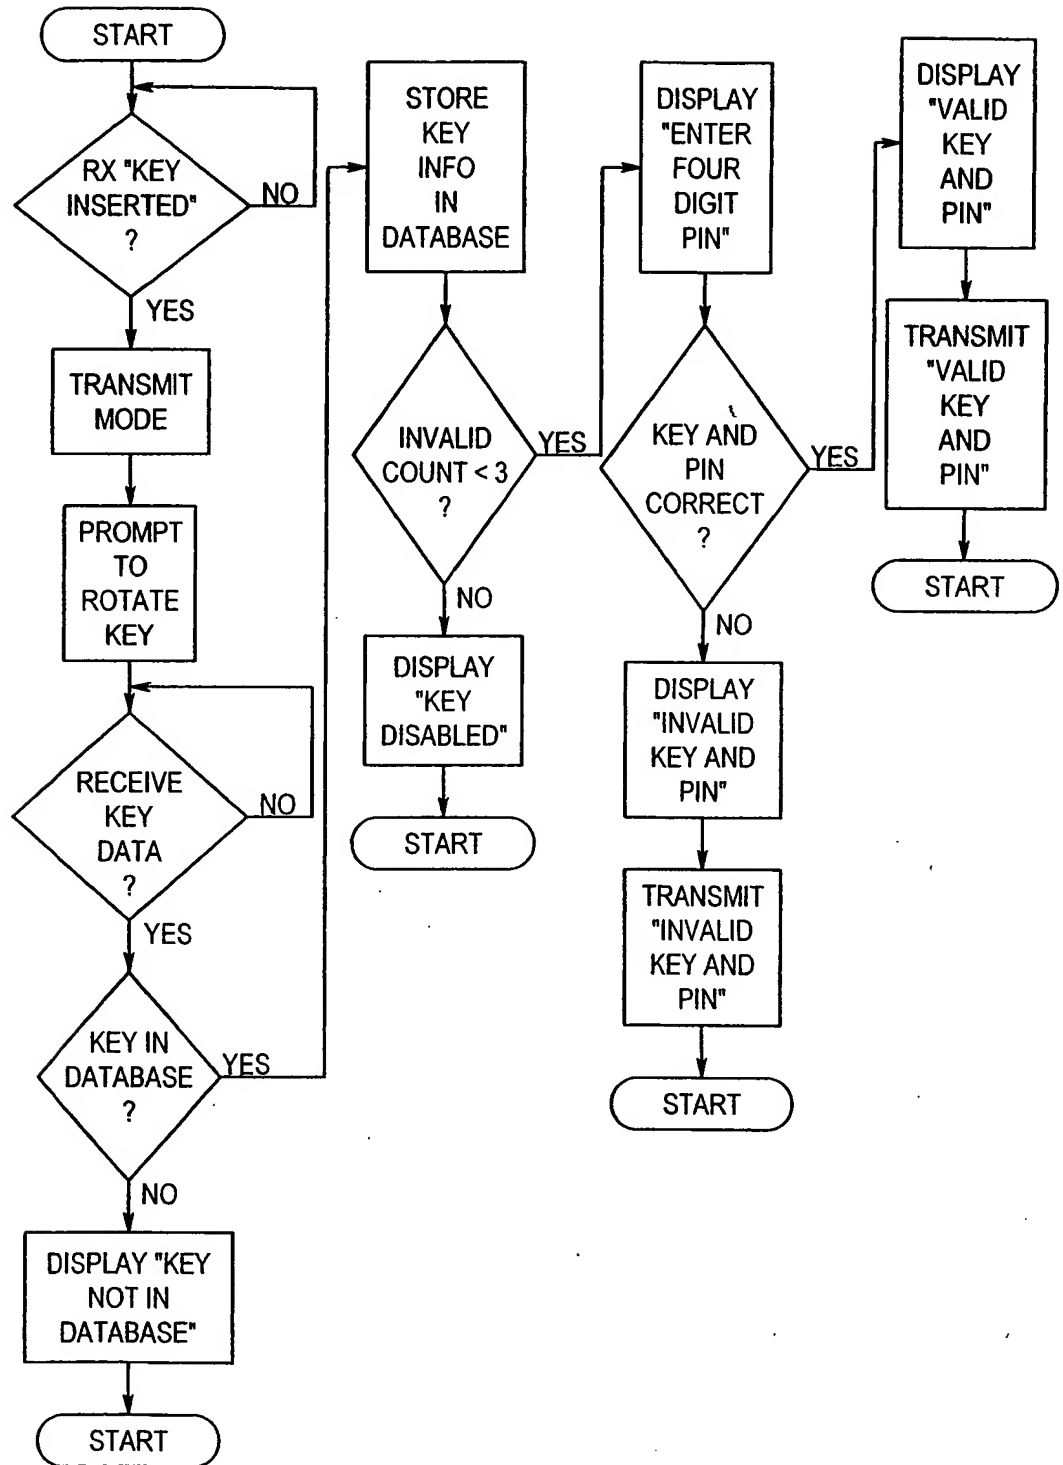 START
RX "KEY
INSERTED"
?
NO
YES
TRANSMIT
MODE
PROMPT
TO
ROTATE
KEY
RECEIVE
KEY
DATA
?
NO
YES
KEY IN
DATABASE
?
YES
NO
DISPLAY "KEY
NOT IN
DATABASE"
START
STORE
KEY
INFO
IN
DATABASE
INVALID
COUNT < 3
?
YES
NO
DISPLAY
"KEY
DISABLED"
START
DISPLAY
"ENTER
FOUR
DIGIT
PIN"
KEY AND
PIN
CORRECT
?
YES
NO
DISPLAY
"INVALID
KEY AND
PIN"
TRANSMIT
"INVALID
KEY AND
PIN"
START
DISPLAY
"VALID
KEY
AND
PIN"
TRANSMIT
"VALID
KEY
AND
PIN"
START